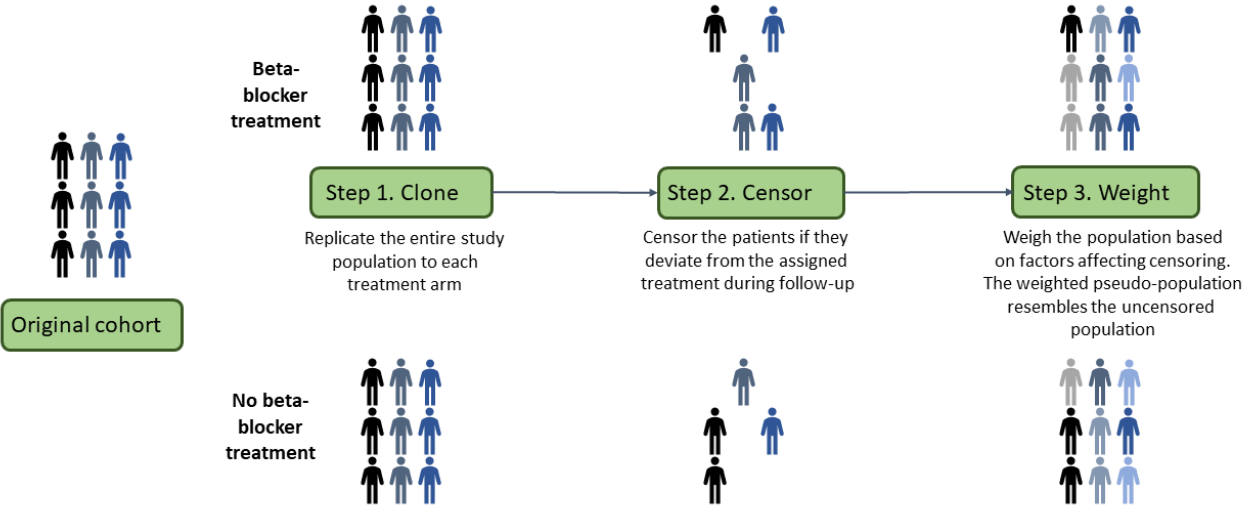 Beta-
blocker
treatment
Original cohort
Step 1. Clone
Replicate the entire study
population to each
treatment arm
Step 2. Censor
Censor the patients if they
deviate from the assigned
treatment during follow-up
Step 3. Weight
Weigh the population based
on factors affecting censoring.
The weighted pseudo-population
resembles the uncensored
population
No beta-
blocker
treatment